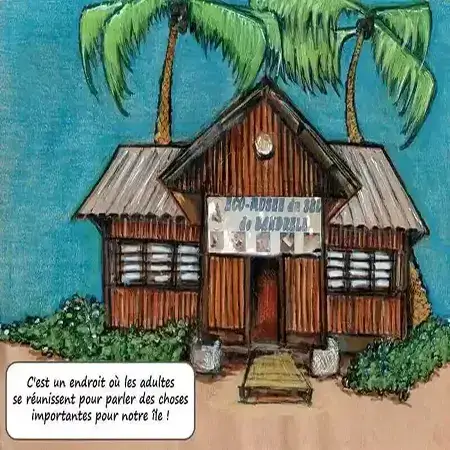 ECO-MUSEE du SEL
de BANDRELE
C'est un endroit où les adultes
se réunissent pour parler des choses
importantes pour notre île !